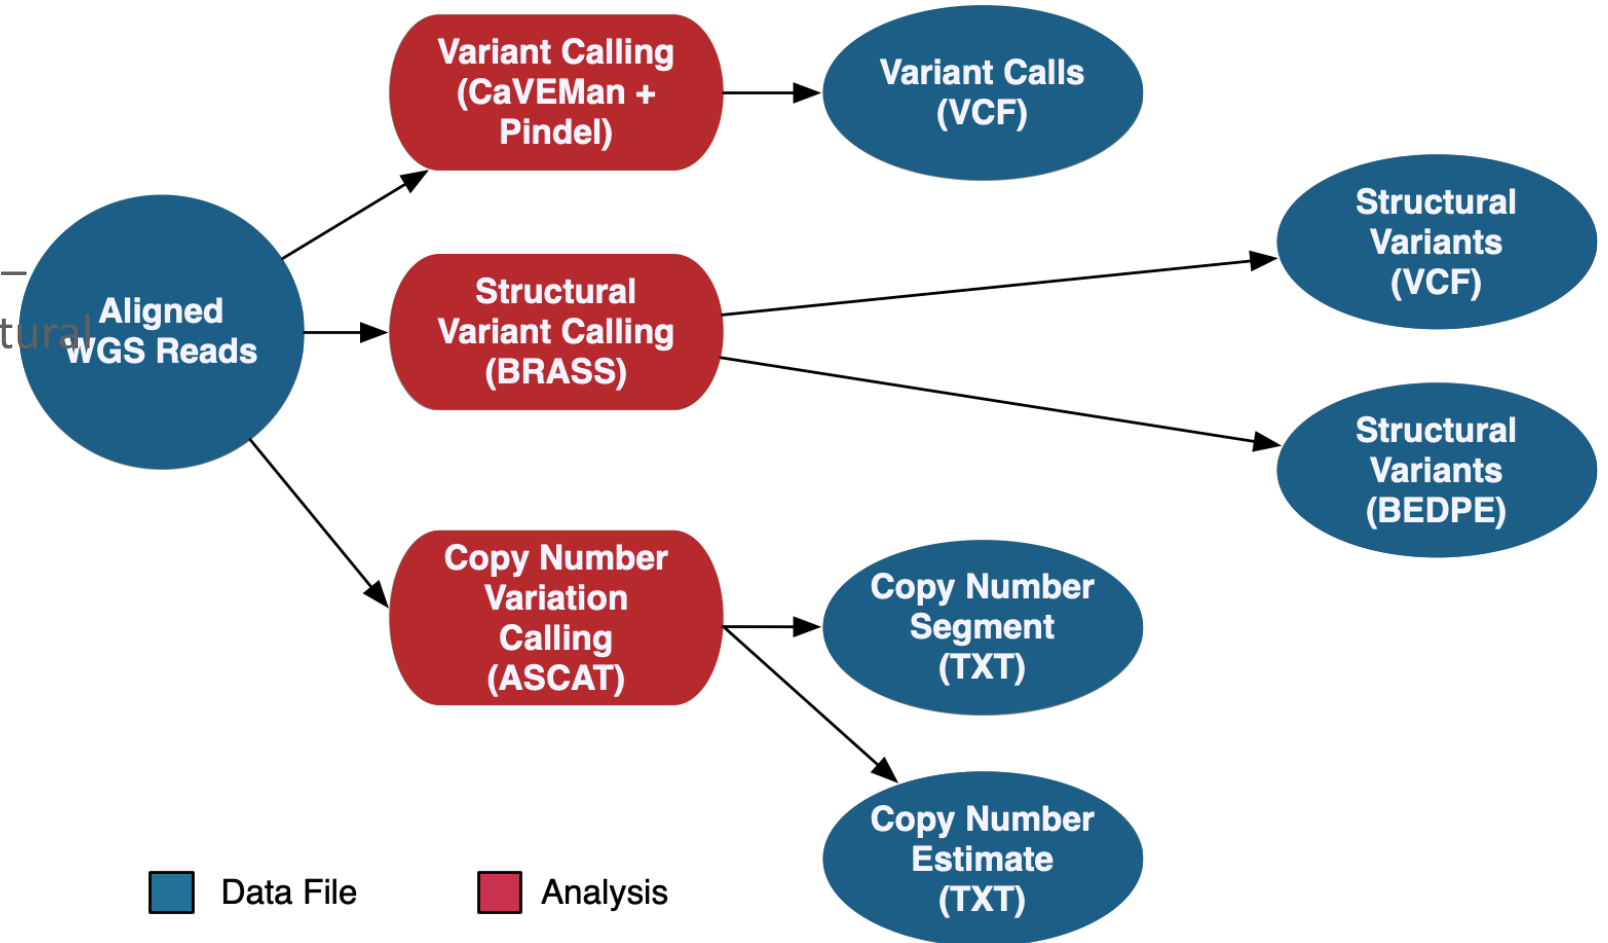 Variant Calling
(CaVEMan +
Pindel)
Variant Calls
(VCF)
Structural
Variants
(VCF)
–
tural
Aligned
WGS Reads
Structural
Variant Calling
(BRASS)
Structural
Variants
(BEDPE)
Copy Number
Variation
Calling
(ASCAT)
Copy Number
Segment
(TXT)
Copy Number
Estimate
(TXT)
Data File
Analysis